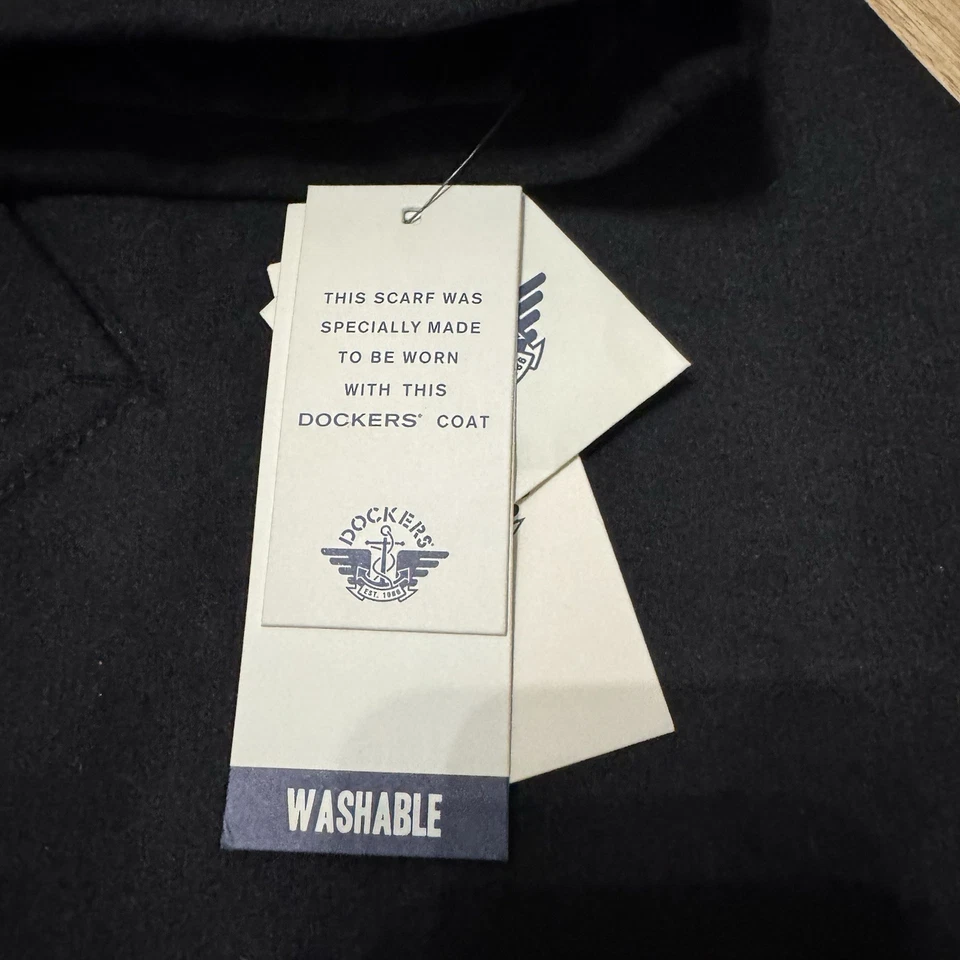 THIS SCARF WAS
SPECIALLY MADE
TO BE WORN
WITH THIS
DOCKERS® COAT
DOCKERS®
EST. 1986
WASHABLE